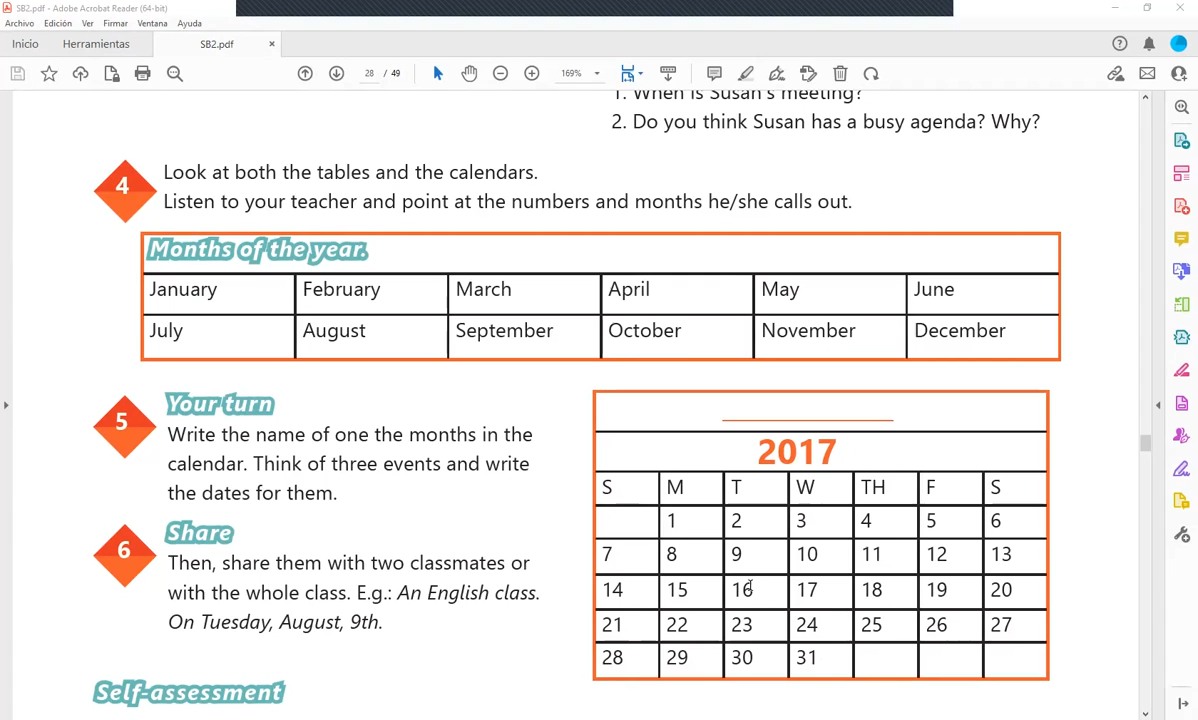 SB2.pdf - Adobe Acrobat Reader (64-bit)
Archivo Edición Ver Firmar Ventana Ayuda
Inicio Herramientas SB2.pdf ×
28 / 49 169%
1. When is Susan's meeting?
2. Do you think Susan has a busy agenda? Why?
4
Look at both the tables and the calendars.
Listen to your teacher and point at the numbers and months he/she calls out.
Months of the year.
January February March April May June
July August September October November December
5
Your turn
Write the name of one the months in the
calendar. Think of three events and write
the dates for them.
6
Share
Then, share them with two classmates or
with the whole class. E.g.: An English class.
On Tuesday, August, 9th.
2017
S M T W TH F S
1 2 3 4 5 6
7 8 9 10 11 12 13
14 15 16 17 18 19 20
21 22 23 24 25 26 27
28 29 30 31
Self-assessment